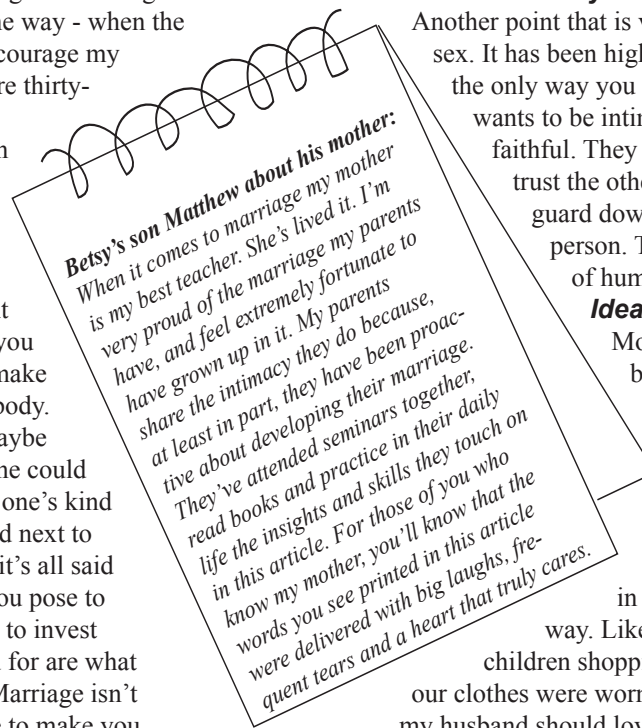 e way - when the
courage my
re thirty-
n
t
you
make
body.
aybe
ne could
one's kind
d next to
it's all said
ou pose to
to invest
for are what
Marriage isn't
to make you
Betsy's son Matthew about his mother:
When it comes to marriage my mother
is my best teacher. She's lived it. I'm
very proud of the marriage my parents
have, and feel extremely fortunate to
have grown up in it. My parents
share the intimacy they do because,
at least in part, they have been proac-
tive about developing their marriage.
They've attended seminars together,
read books and practice in their daily
life the insights and skills they touch on
in this article. For those of you who
know my mother, you'll know that the
words you see printed in this article
were delivered with big laughs, fre-
quent tears and a heart that truly cares.
Another point that is v
sex. It has been high
the only way you
wants to be inti
faithful. They
trust the othe
guard dow
person. T
of hum
Idea
Mo
b
in
way. Like
children shopp
our clothes were worn
my husband should lov